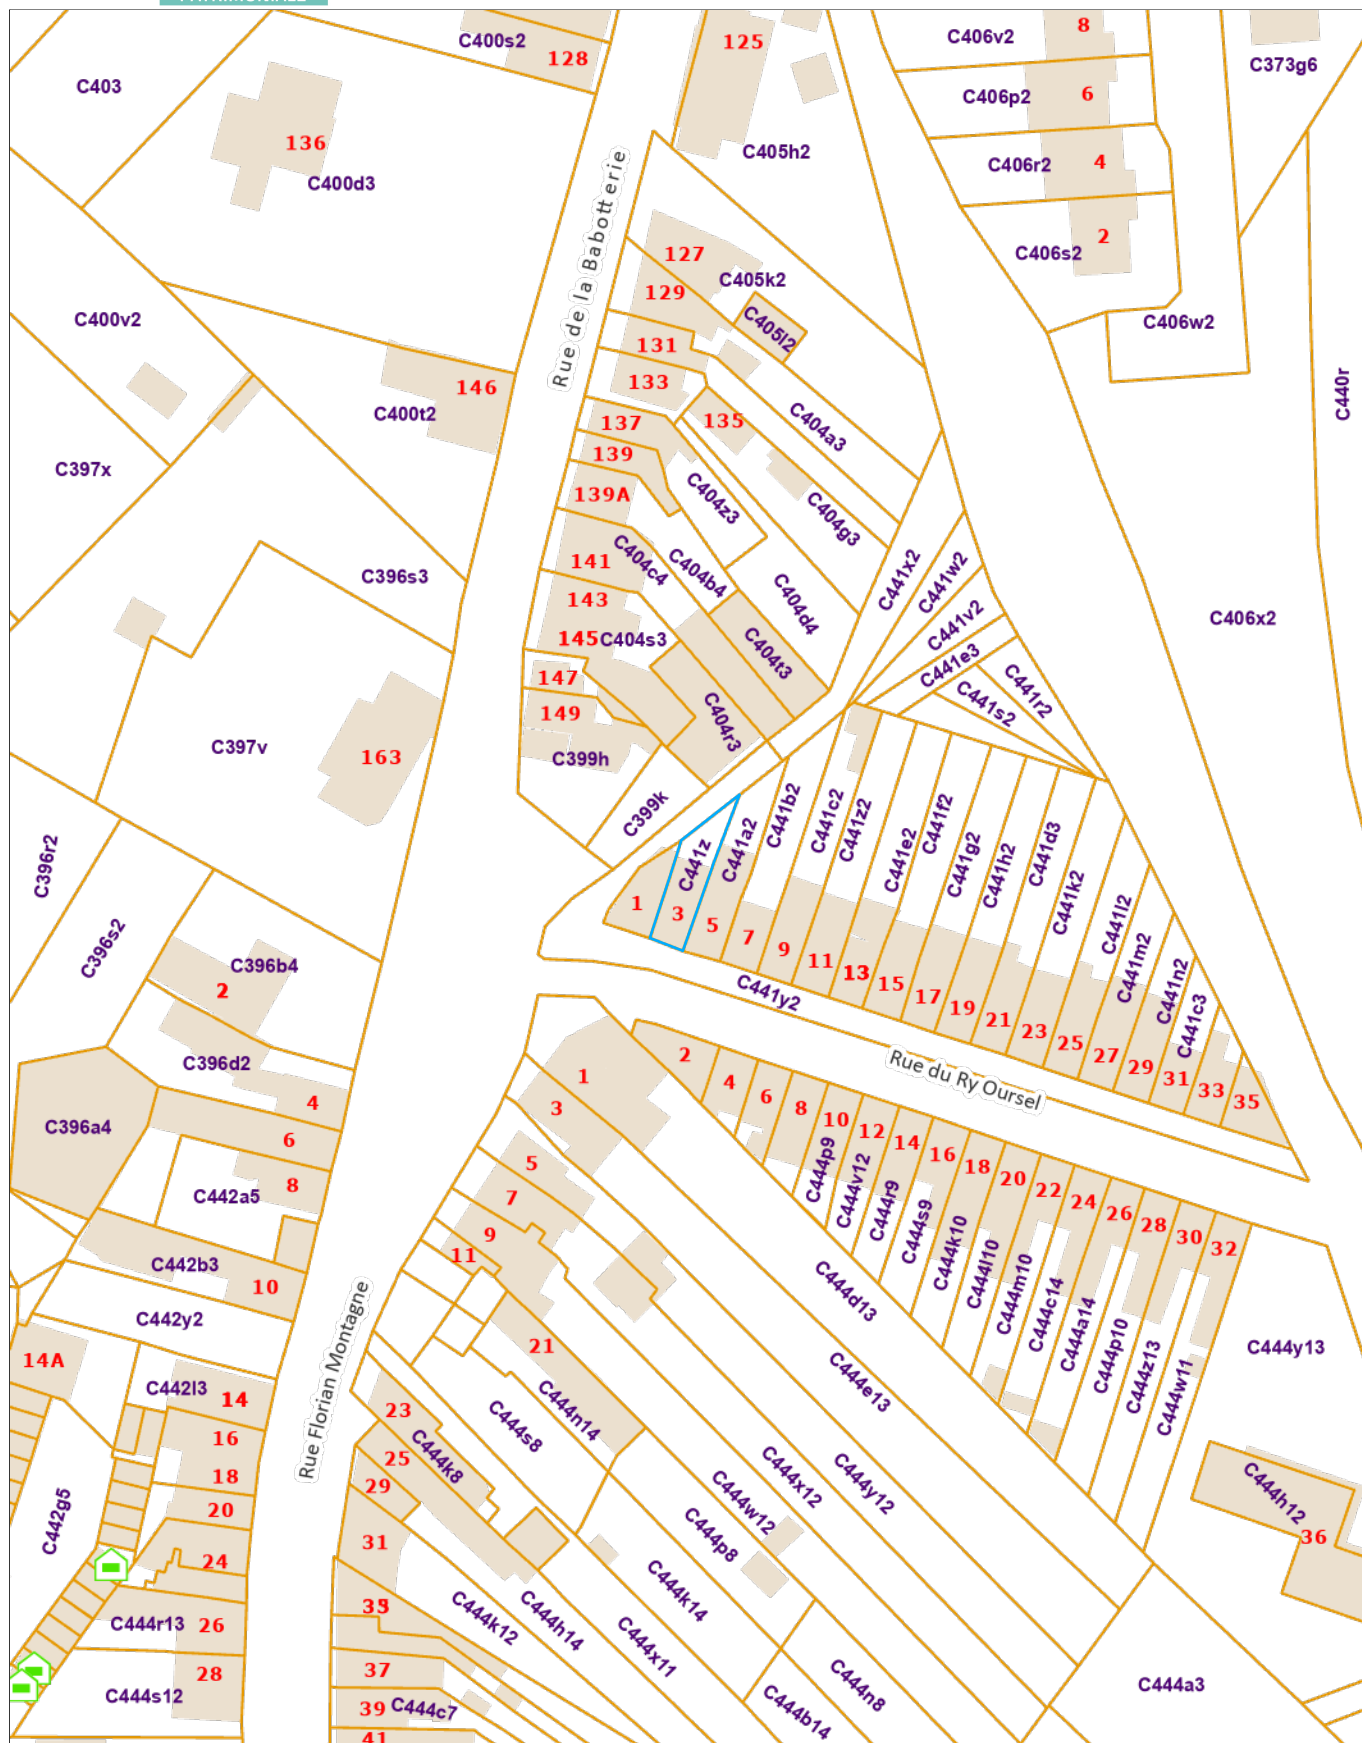 C400s2
128
125
C403
136
C400d3
C405h2
C406v2
8
C373g6
C406p2
6
C406r2
4
C406s2
2
C406w2
C440r
Rue de la Babotterie
127
C405k2
129
C405l2
131
133
C400v2
146
C400t2
137
135
C404a3
139
139A
C404z3
C404g3
C397x
C396s3
141
C404c4
C404b4
C404d4
143
145
C404s3
C404t3
147
149
C404r3
C399h
C399k
C441x2
C441w2
C441v2
C441e3
C441s2
C441r2
C406x2
C397v
163
C396r2
C396s2
C441z
C441a2
C441b2
C441c2
C441z2
C441e2
C441f2
C441g2
C441h2
C441d3
C441k2
C441l2
C441m2
C441n2
C441c3
1
3
5
7
9
11
13
15
17
19
21
23
25
27
29
31
33
35
C441y2
Rue du Ry Oursel
C396b4
2
C396d2
4
6
C396a4
C442a5
8
C442b3
10
C442y2
1
3
5
7
9
11
2
4
6
8
10
12
14
16
18
20
22
24
26
28
30
32
C444p9
C444v12
C444r9
C444s9
C444k10
C444l10
C444m10
C444c14
C444a14
C444p10
C444z13
C444w11
C444y13
C444d13
C444e13
Rue Florian Montagne
14A
C442l3
14
16
18
20
24
C442g5
C444r13
26
28
C444s12
21
C444n14
C444s8
23
C444k8
25
29
31
C444w12
C444x12
C444y12
C444p8
C444k14
C444h12
36
C444k12
C444h14
C444x11
37
39
C444c7
41
C444b14
C444n8
C444a3